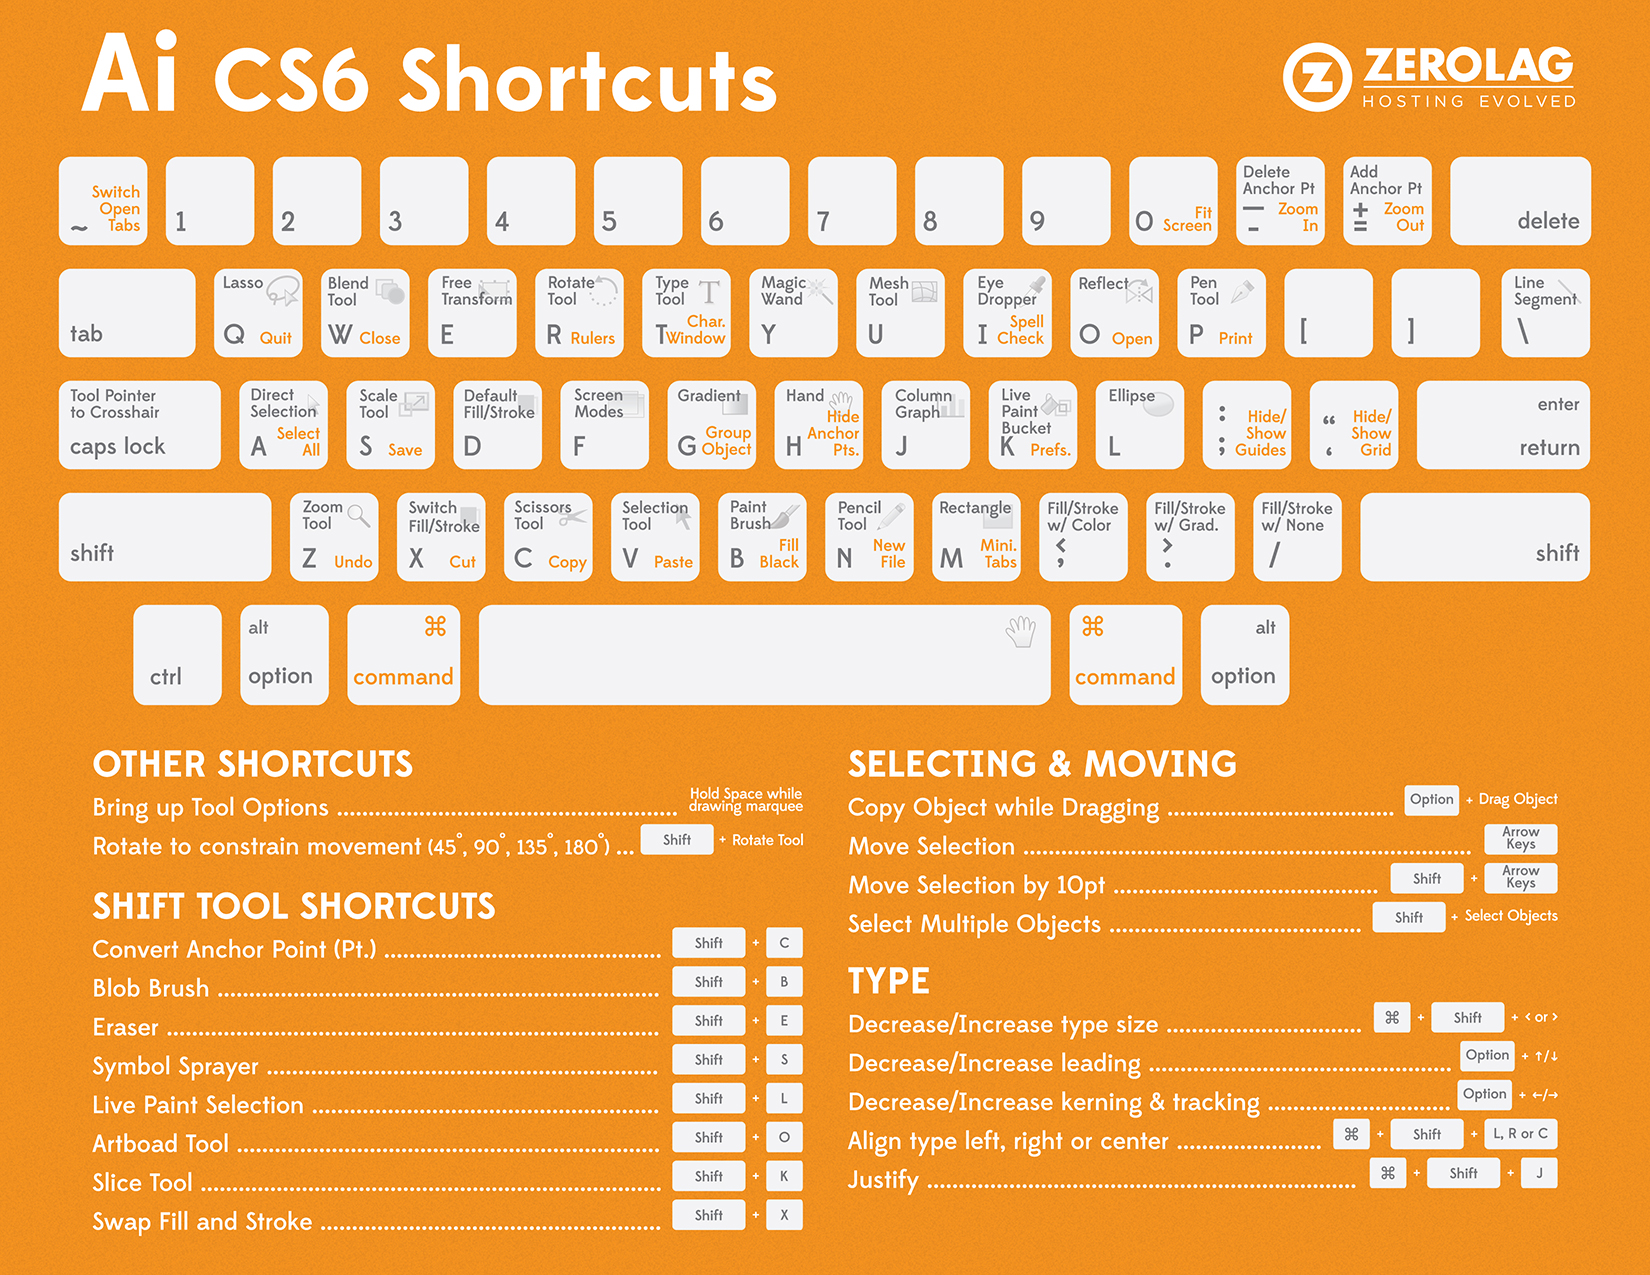 Ai CS6 Shortcuts
ZEROLAG
HOSTING EVOLVED
Switch
Open
Tabs
~
1
2
3
4
5
6
7
8
9
0
Fit
Screen
Delete
Anchor Pt
—
-
Zoom
In
Add
Anchor Pt
+
=
Zoom
Out
delete
tab
Lasso
Q Quit
Blend
Tool
W Close
Free
Transform
E
Rotate
Tool
R Rulers
Type
Tool
T
T
Char.
Window
Magic
Wand
Y
Mesh
Tool
U
Eye
Dropper
I
Spell
Check
Reflect
O Open
Pen
Tool
P Print
[
]
Line
Segment
\
Tool Pointer
to Crosshair
caps lock
Direct
Selection
A
Select
All
Scale
Tool
S Save
Default
Fill/Stroke
D
Screen
Modes
F
Gradient
G
Group
Object
Hand
H
Hide
Anchor
Pts.
Column
Graph
J
Live
Paint
Bucket
K Prefs.
Ellipse
L
:
;
Hide/
Show
Guides
“
‘
Hide/
Show
Grid
enter
return
shift
Zoom
Tool
Z Undo
Switch
Fill/Stroke
X Cut
Scissors
Tool
C Copy
Selection
Tool
V Paste
Paint
Brush
B
Fill
Black
Pencil
Tool
N
New
File
Rectangle
M
Mini.
Tabs
Fill/Stroke
w/ Color
<
;
Fill/Stroke
w/ Grad.
>
.
Fill/Stroke
w/ None
/
shift
ctrl
alt
option
⌘
command
⌘
command
alt
option
OTHER SHORTCUTS
Bring up Tool Options ........ Hold Space while
drawing marquee
Rotate to constrain movement (45°, 90°, 135°, 180°) ... Shift + Rotate Tool
SHIFT TOOL SHORTCUTS
Convert Anchor Point (Pt.) ........ Shift + C
Blob Brush ........ Shift + B
Eraser ........ Shift + E
Symbol Sprayer ........ Shift + S
Live Paint Selection ........ Shift + L
Artboad Tool ........ Shift + O
Slice Tool ........ Shift + K
Swap Fill and Stroke ........ Shift + X
SELECTING & MOVING
Copy Object while Dragging ........ Option + Drag Object
Move Selection ........ Arrow
Keys
Move Selection by 10pt ........ Shift + Arrow
Keys
Select Multiple Objects ........ Shift + Select Objects
TYPE
Decrease/Increase type size ........ ⌘ + Shift + < or >
Decrease/Increase leading ........ Option + ↑/↓
Decrease/Increase kerning & tracking ........ Option + ←/→
Align type left, right or center ........ ⌘ + Shift + L, R or C
Justify ........ ⌘ + Shift + J